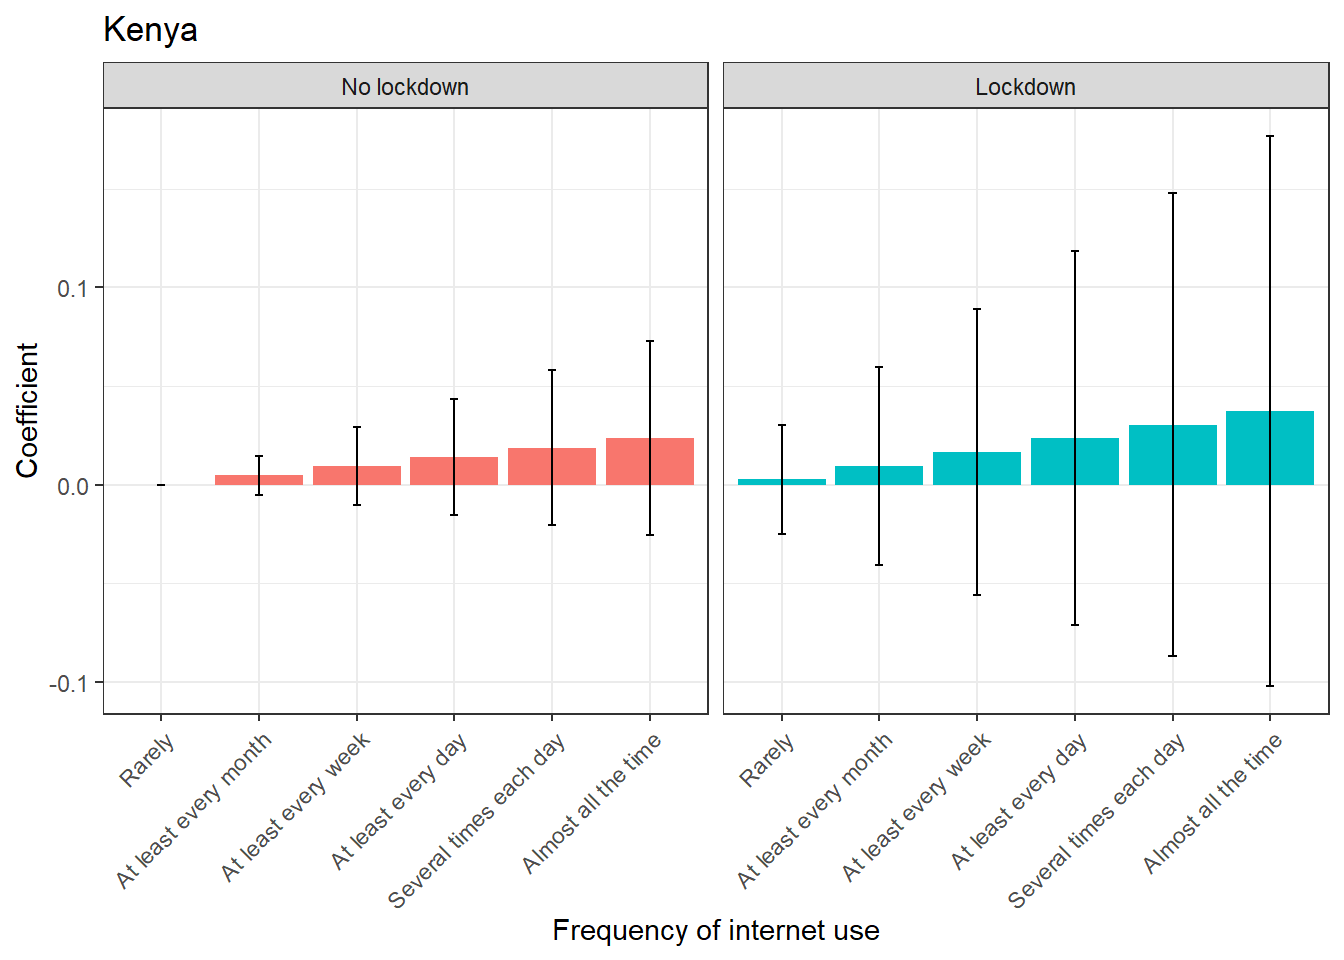 Kenya
No lockdown
Lockdown
Coefficient
0.1
0.0
-0.1
Rarely
At least every month
At least every week
At least every day
Several times each day
Almost all the time
Rarely
At least every month
At least every week
At least every day
Several times each day
Almost all the time
Frequency of internet use